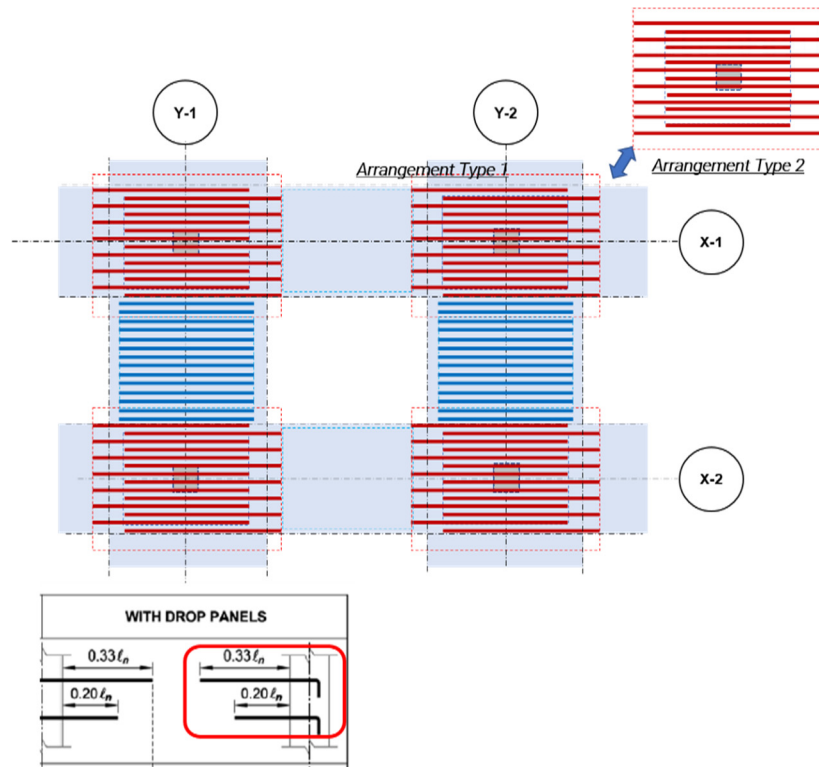 Y-1
Y-2
Arrangement Type 1
Arrangement Type 2
X-1
X-2
WITH DROP PANELS
0.33ℓn
0.33ℓn
0.20ℓn
0.20ℓn